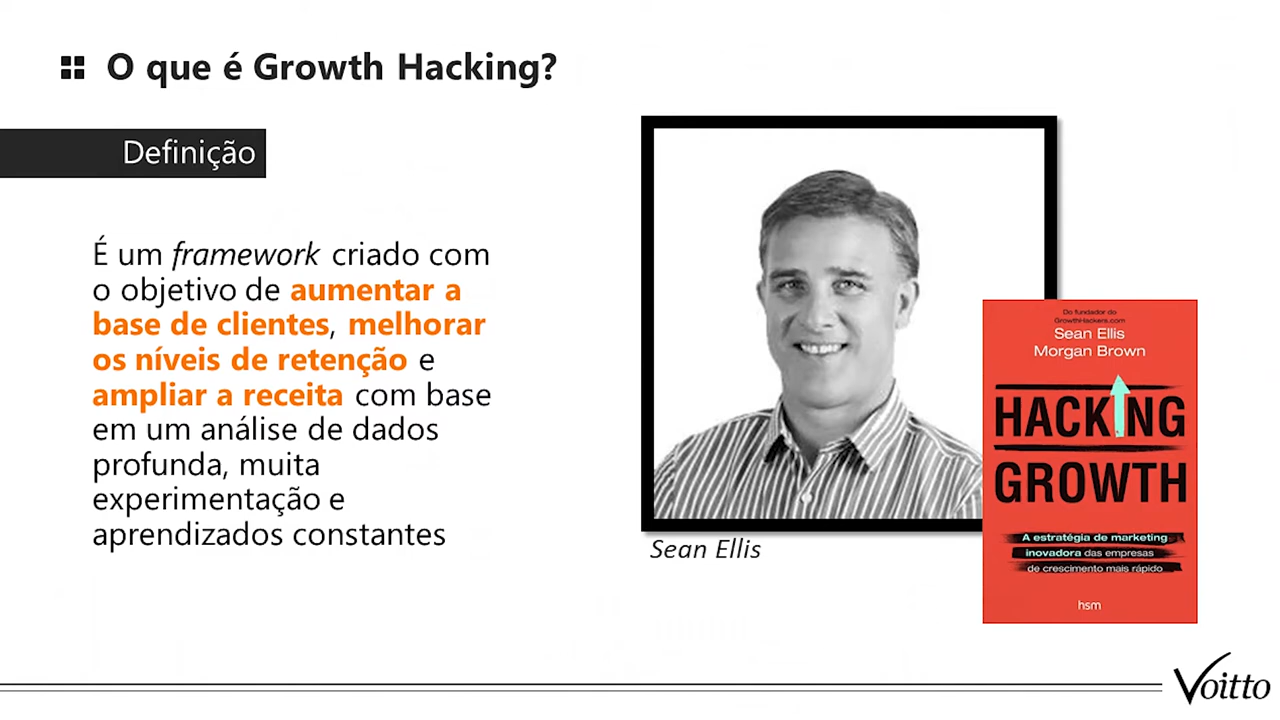 O que é Growth Hacking?
Definição
É um framework criado com
o objetivo de aumentar a
base de clientes, melhorar
os níveis de retenção e
ampliar a receita com base
em um análise de dados
profunda, muita
experimentação e
aprendizados constantes
Sean Ellis
Do fundador do
GrowthHackers.com
Sean Ellis
Morgan Brown
HACKING
GROWTH
A estratégia de marketing
inovadora das empresas
de crescimento mais rápido
hsm
Voitto